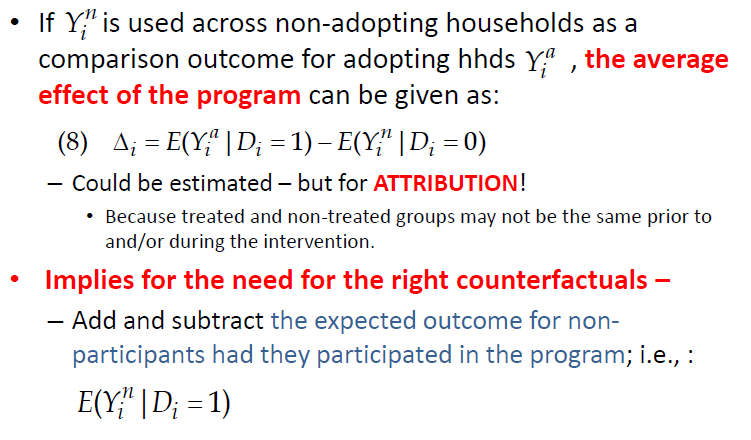 • If Y_i^n is used across non-adopting households as a
comparison outcome for adopting hhds Y_i^a , the average
effect of the program can be given as:
(8) Δ_i = E(Y_i^a | D_i = 1) – E(Y_i^n | D_i = 0)
– Could be estimated – but for ATTRIBUTION!
• Because treated and non-treated groups may not be the same prior to
and/or during the intervention.
• Implies for the need for the right counterfactuals –
– Add and subtract the expected outcome for non-
participants had they participated in the program; i.e., :
E(Y_i^n | D_i = 1)